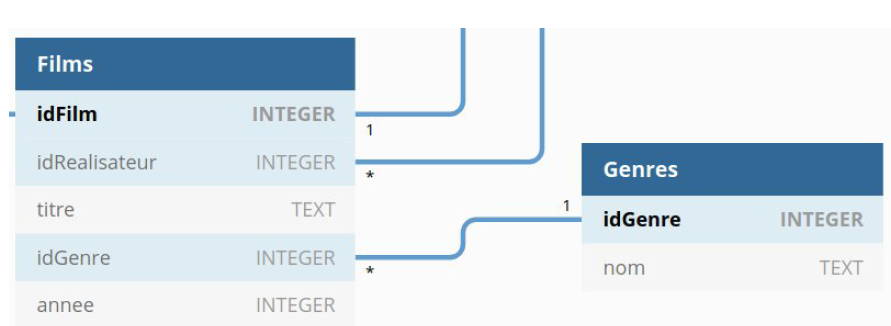 Films
idFilm INTEGER
1
idRealisateur INTEGER
*
titre TEXT
idGenre INTEGER
*
annee INTEGER
Genres
1
idGenre INTEGER
nom TEXT